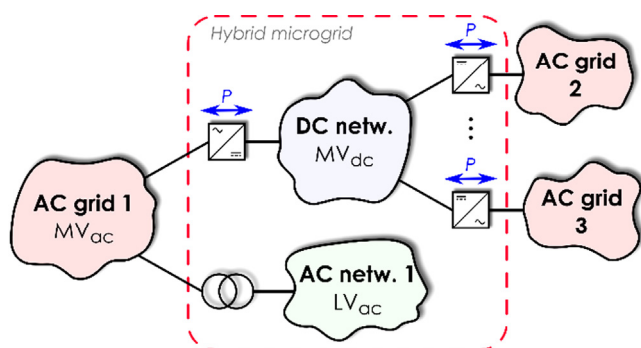 Hybrid microgrid
P
AC grid
2
P
DC netw.
MVdc
AC grid 1
MVac
P
AC grid
3
AC netw. 1
LVac